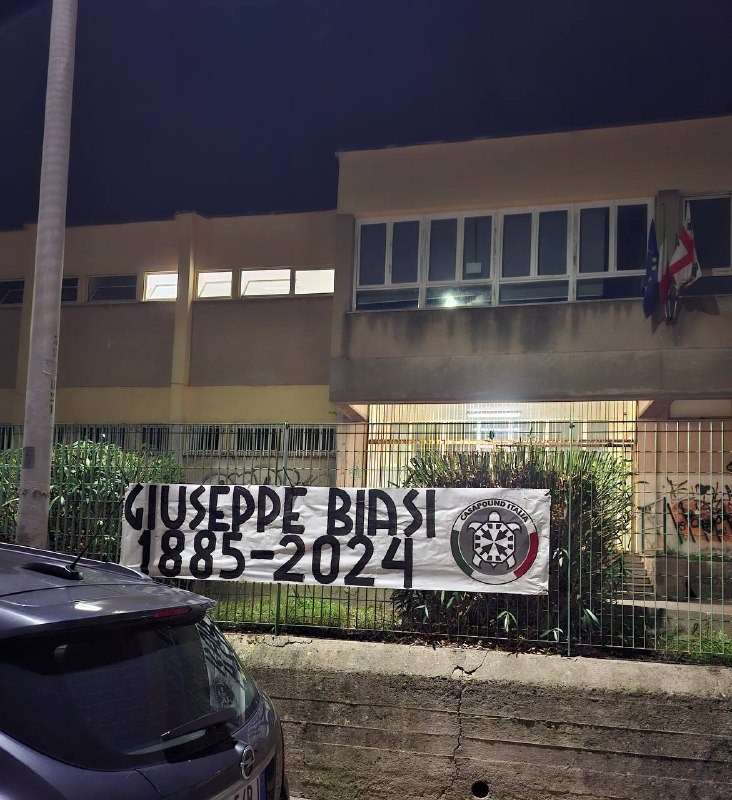 GIUSEPPE BIASI
1885-2024
CASAPOUND ITALIA